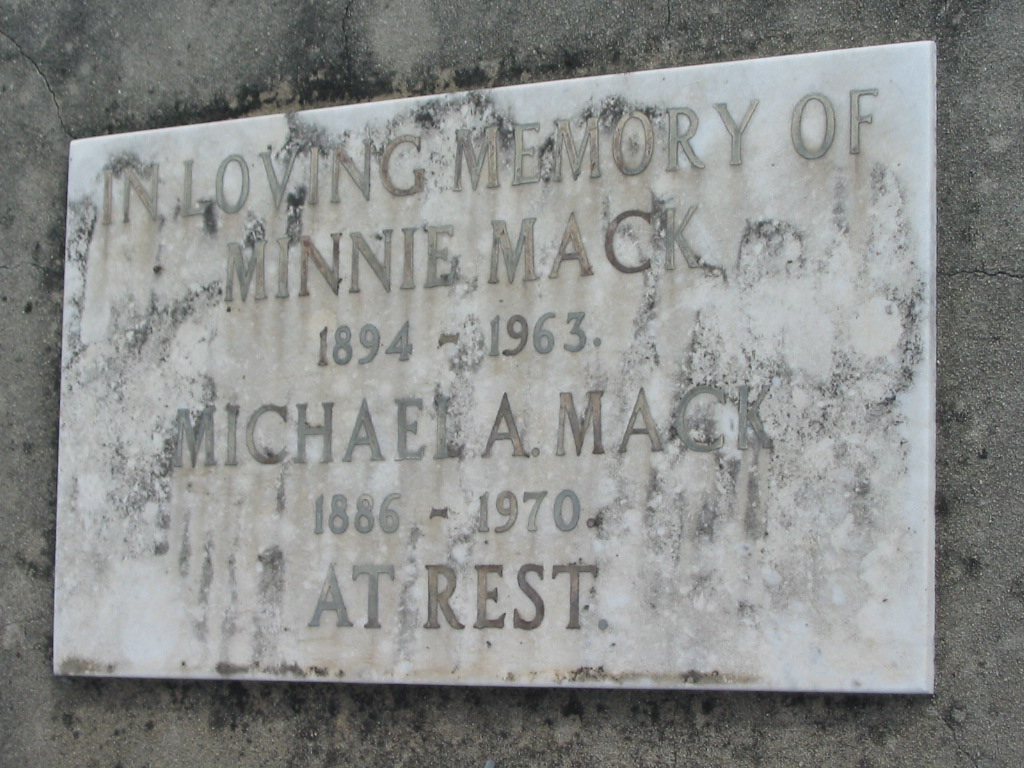 IN LOVING MEMORY OF
MINNIE MACK
1894 - 1963.
MICHAEL A. MACK
1886 - 1970.
AT REST.